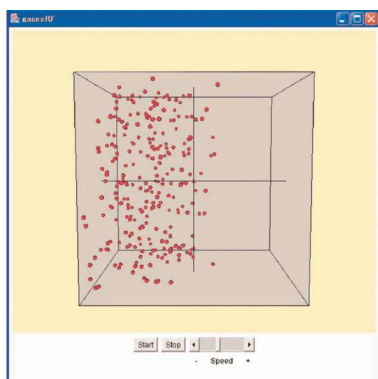 gasesRF
Start Stop
- Speed +